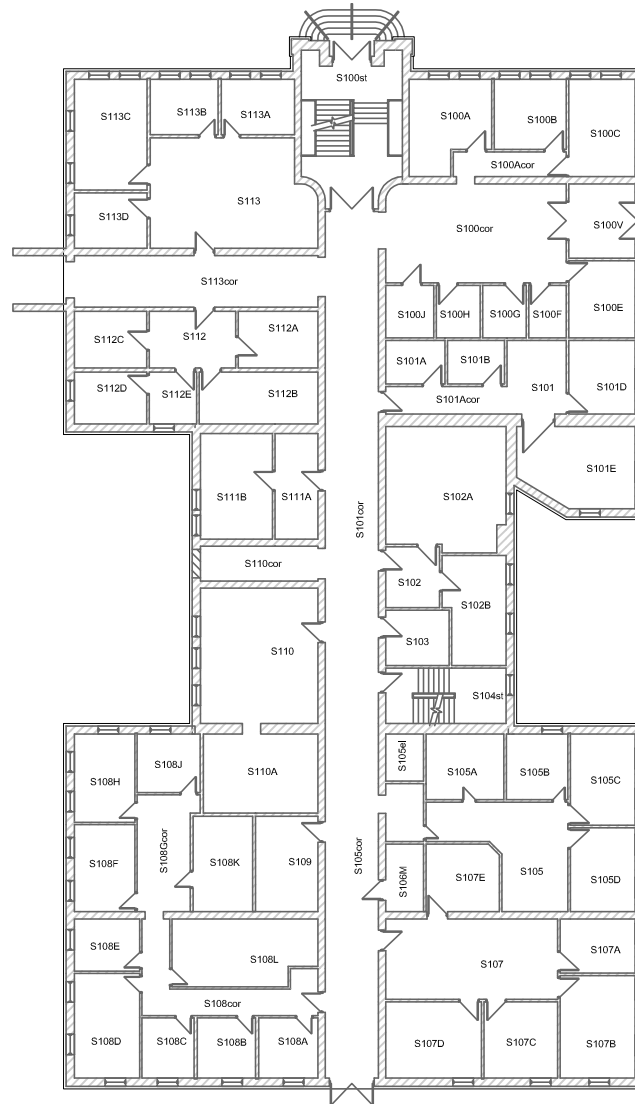 S100st
S113C
S113B
S113A
S100A
S100B
S100C
S100Acor
S113D
S113
S100cor
S100V
S113cor
S100J
S100H
S100G
S100F
S100E
S112C
S112
S112A
S101A
S101B
S101
S101D
S112D
S112E
S112B
S101Acor
S101E
S111B
S111A
S101cor
S102A
S110cor
S102
S102B
S110
S103
S104st
S108H
S108J
S110A
S105el
S105A
S105B
S105C
S108Gcor
S105cor
S108F
S108K
S109
S106M
S107E
S105
S105D
S108E
S108L
S107
S107A
S108cor
S108D
S108C
S108B
S108A
S107D
S107C
S107B